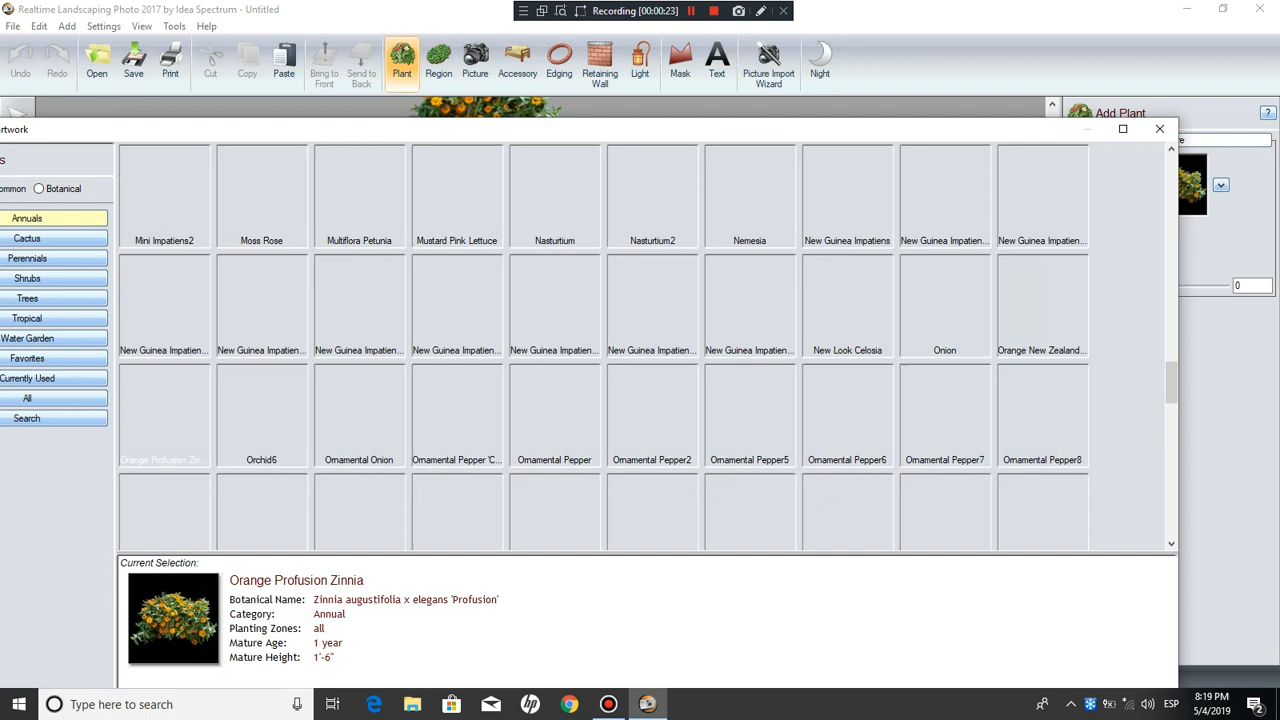 Realtime Landscaping Photo 2017 by Idea Spectrum - Untitled
Recording [00:00:23]
File Edit Add Settings View Tools Help
Undo Redo Open Save Print Cut Copy Paste Bring to Front Send to Back Plant Region Picture Accessory Edging Retaining Wall Light Mask Text Picture Import Wizard Night
Add Plant ?
Botanical
Annuals
Cactus
Perennials
Shrubs
Trees
Tropical
Water Garden
Favorites
Currently Used
All
Search
Mini Impatiens2 Moss Rose Multiflora Petunia Mustard Pink Lettuce Nasturtium Nasturtium2 Nemesia New Guinea Impatiens New Guinea Impatien... New Guinea Impatien...
New Guinea Impatien... New Guinea Impatien... New Guinea Impatien... New Guinea Impatien... New Guinea Impatien... New Guinea Impatien... New Guinea Impatien... New Look Celosia Onion Orange New Zealand...
Orange Profusion Zin... Orchid6 Ornamental Onion Ornamental Pepper 'C... Ornamental Pepper Ornamental Pepper2 Ornamental Pepper5 Ornamental Pepper6 Ornamental Pepper7 Ornamental Pepper8
0
Current Selection:
Orange Profusion Zinnia
Botanical Name: Zinnia augustifolia x elegans 'Profusion'
Category: Annual
Planting Zones: all
Mature Age: 1 year
Mature Height: 1'-6"
Type here to search
ESP
8:19 PM
5/4/2019
2